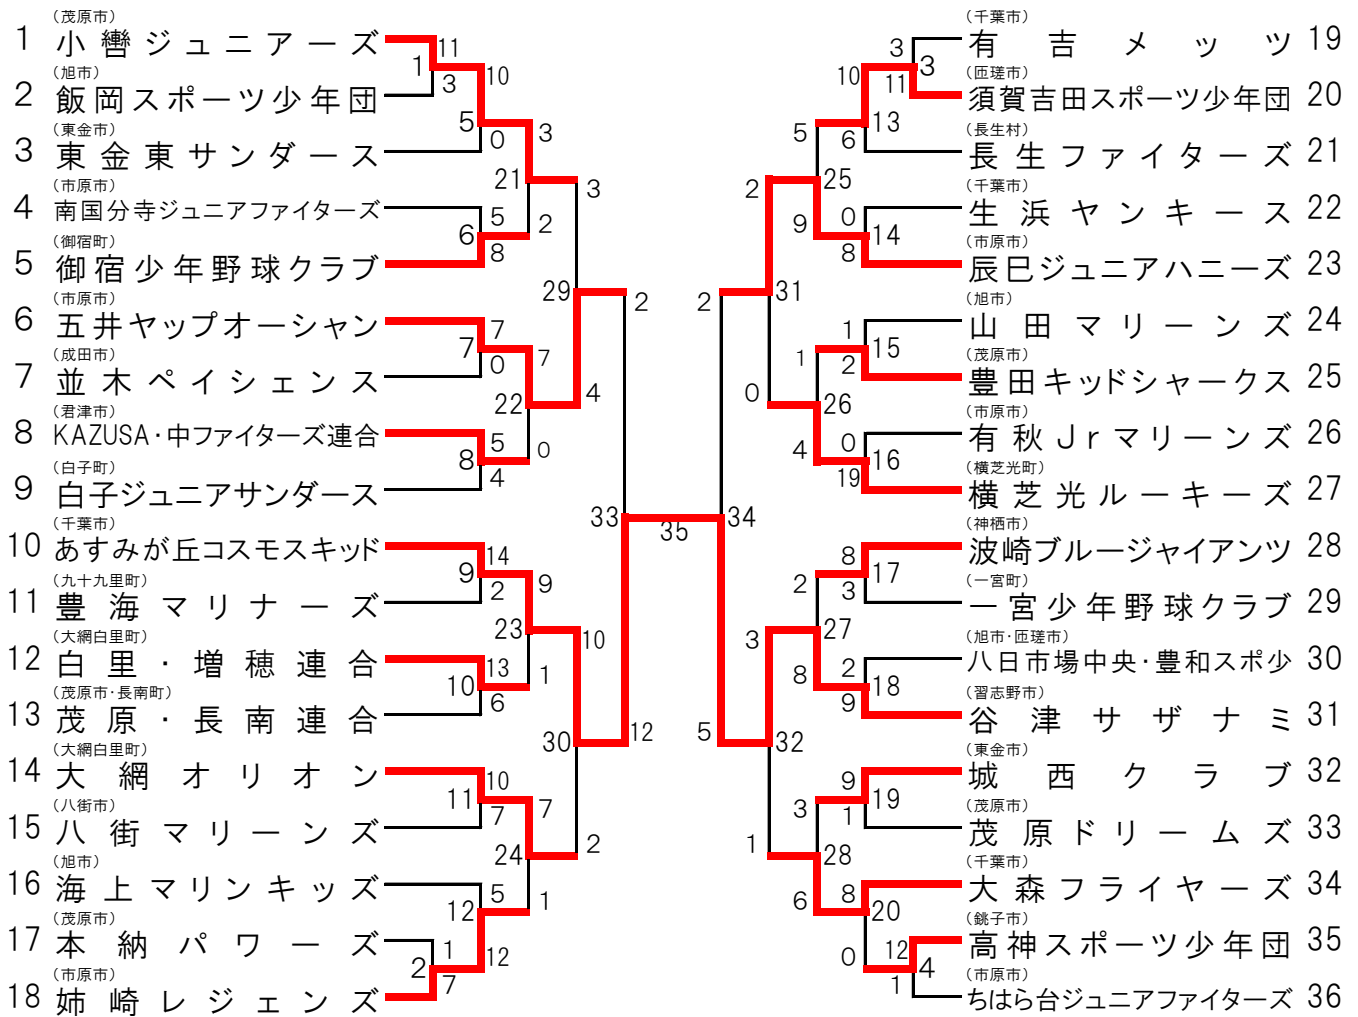 (茂原市)
1 小轡ジュニアーズ
(旭市)
2 飯岡スポーツ少年団
(東金市)
3 東金東サンダース
(市原市)
4 南国分寺ジュニアファイターズ
(御宿町)
5 御宿少年野球クラブ
(市原市)
6 五井ヤップオーシャン
(成田市)
7 並木ペイシェンス
(君津市)
8 KAZUSA・中ファイターズ連合
(白子町)
9 白子ジュニアサンダース
(千葉市)
10 あすみが丘コスモスキッド
(九十九里町)
11 豊海マリナーズ
(大網白里町)
12 白里・増穂連合
(茂原市・長南町)
13 茂原・長南連合
(大網白里町)
14 大網オリオン
(八街市)
15 八街マリーンズ
(旭市)
16 海上マリンキッズ
(茂原市)
17 本納パワーズ
(市原市)
18 姉崎レジェンズ
11
1
3
10
5
0
3
21
5
6
8
2
3
29
7
7
0
7
22
5
8
4
0
4
2
33
14
9
2
9
23
13
10
6
1
10
30
12
10
11
7
7
24
5
12
1
2
7
12
1
2
35
(千葉市)
有吉メッツ 19
(匝瑳市)
須賀吉田スポーツ少年団 20
(長生村)
長生ファイターズ 21
(千葉市)
生浜ヤンキース 22
(市原市)
辰巳ジュニアハニーズ 23
(旭市)
山田マリーンズ 24
(茂原市)
豊田キッドシャークス 25
(市原市)
有秋Jrマリーンズ 26
(横芝光町)
横芝光ルーキーズ 27
(神栖市)
波崎ブルージャイアンツ 28
(一宮町)
一宮少年野球クラブ 29
(旭市・匝瑳市)
八日市場中央・豊和スポ少 30
(習志野市)
谷津サザナミ 31
(東金市)
城西クラブ 32
(茂原市)
茂原ドリームズ 33
(千葉市)
大森フライヤーズ 34
(銚子市)
高神スポーツ少年団 35
(市原市)
ちはら台ジュニアファイターズ 36
3
3
11
10
13
6
5
25
0
14
8
9
2
31
2
1
15
2
1
26
0
16
19
4
0
34
8
17
3
2
27
2
18
9
8
3
32
5
9
19
1
3
28
8
20
6
1
12
4
1
0